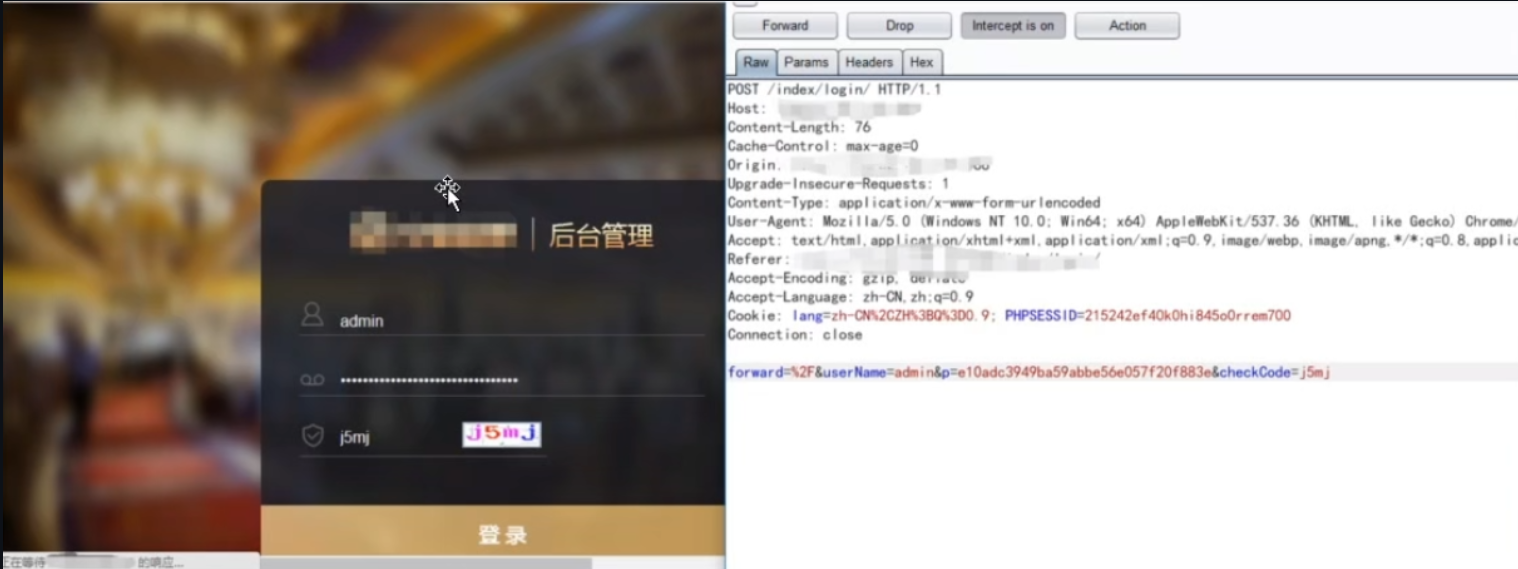 后台管理
admin
j5mj
j5mj
登录
正在等待 的响应...
Forward Drop Intercept is on Action
Raw Params Headers Hex
POST /index/login/ HTTP/1.1
Host:
Content-Length: 76
Cache-Control: max-age=0
Origin:
Upgrade-Insecure-Requests: 1
Content-Type: application/x-www-form-urlencoded
User-Agent: Mozilla/5.0 (Windows NT 10.0; Win64; x64) AppleWebKit/537.36 (KHTML, like Gecko) Chrome/
Accept: text/html,application/xhtml+xml,application/xml;q=0.9,image/webp,image/apng,*/*;q=0.8,applic
Referer:
Accept-Encoding: gzip, deflate
Accept-Language: zh-CN,zh;q=0.9
Cookie: lang=zh-CN%2CZH%3BQ%3D0.9; PHPSESSID=215242ef40k0hi845o0rrem700
Connection: close
forward=%2F&userName=admin&p=e10adc3949ba59abbe56e057f20f883e&checkCode=j5mj